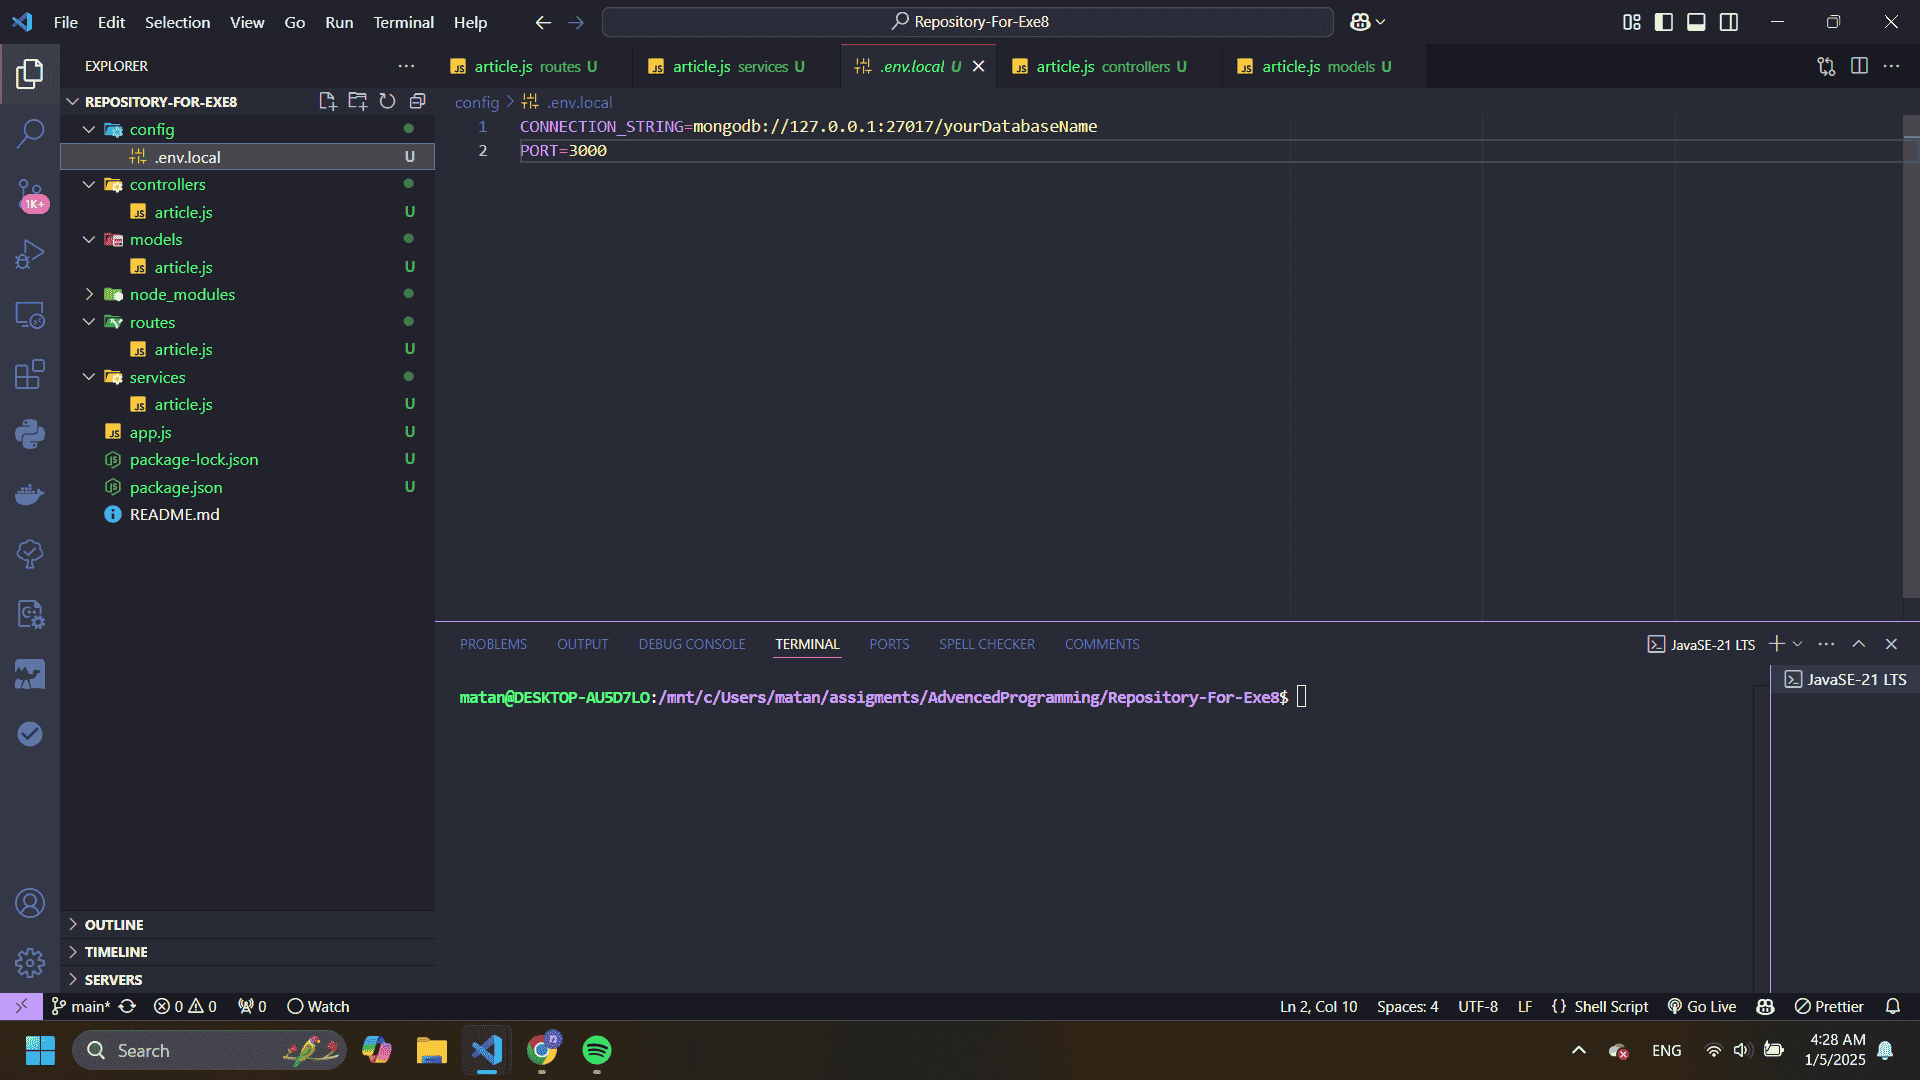 File Edit Selection View Go Run Terminal Help
Repository-For-Exe8
EXPLORER
article.js routes U
article.js services U
.env.local U
article.js controllers U
article.js models U
REPOSITORY-FOR-EXE8
config > .env.local
config
.env.local U
controllers
article.js U
models
article.js U
node_modules
routes
article.js U
services
article.js U
app.js U
package-lock.json U
package.json U
README.md
1 CONNECTION_STRING=mongodb://127.0.0.1:27017/yourDatabaseName
2 PORT=3000
1K+
PROBLEMS OUTPUT DEBUG CONSOLE TERMINAL PORTS SPELL CHECKER COMMENTS
JavaSE-21 LTS
JavaSE-21 LTS
matan@DESKTOP-AU5D7LO:/mnt/c/Users/matan/assigments/AdvencedProgramming/Repository-For-Exe8$
OUTLINE
TIMELINE
SERVERS
main* 0 0 0 Watch
Ln 2, Col 10 Spaces: 4 UTF-8 LF {} Shell Script Go Live Prettier
Search
ENG
4:28 AM
1/5/2025